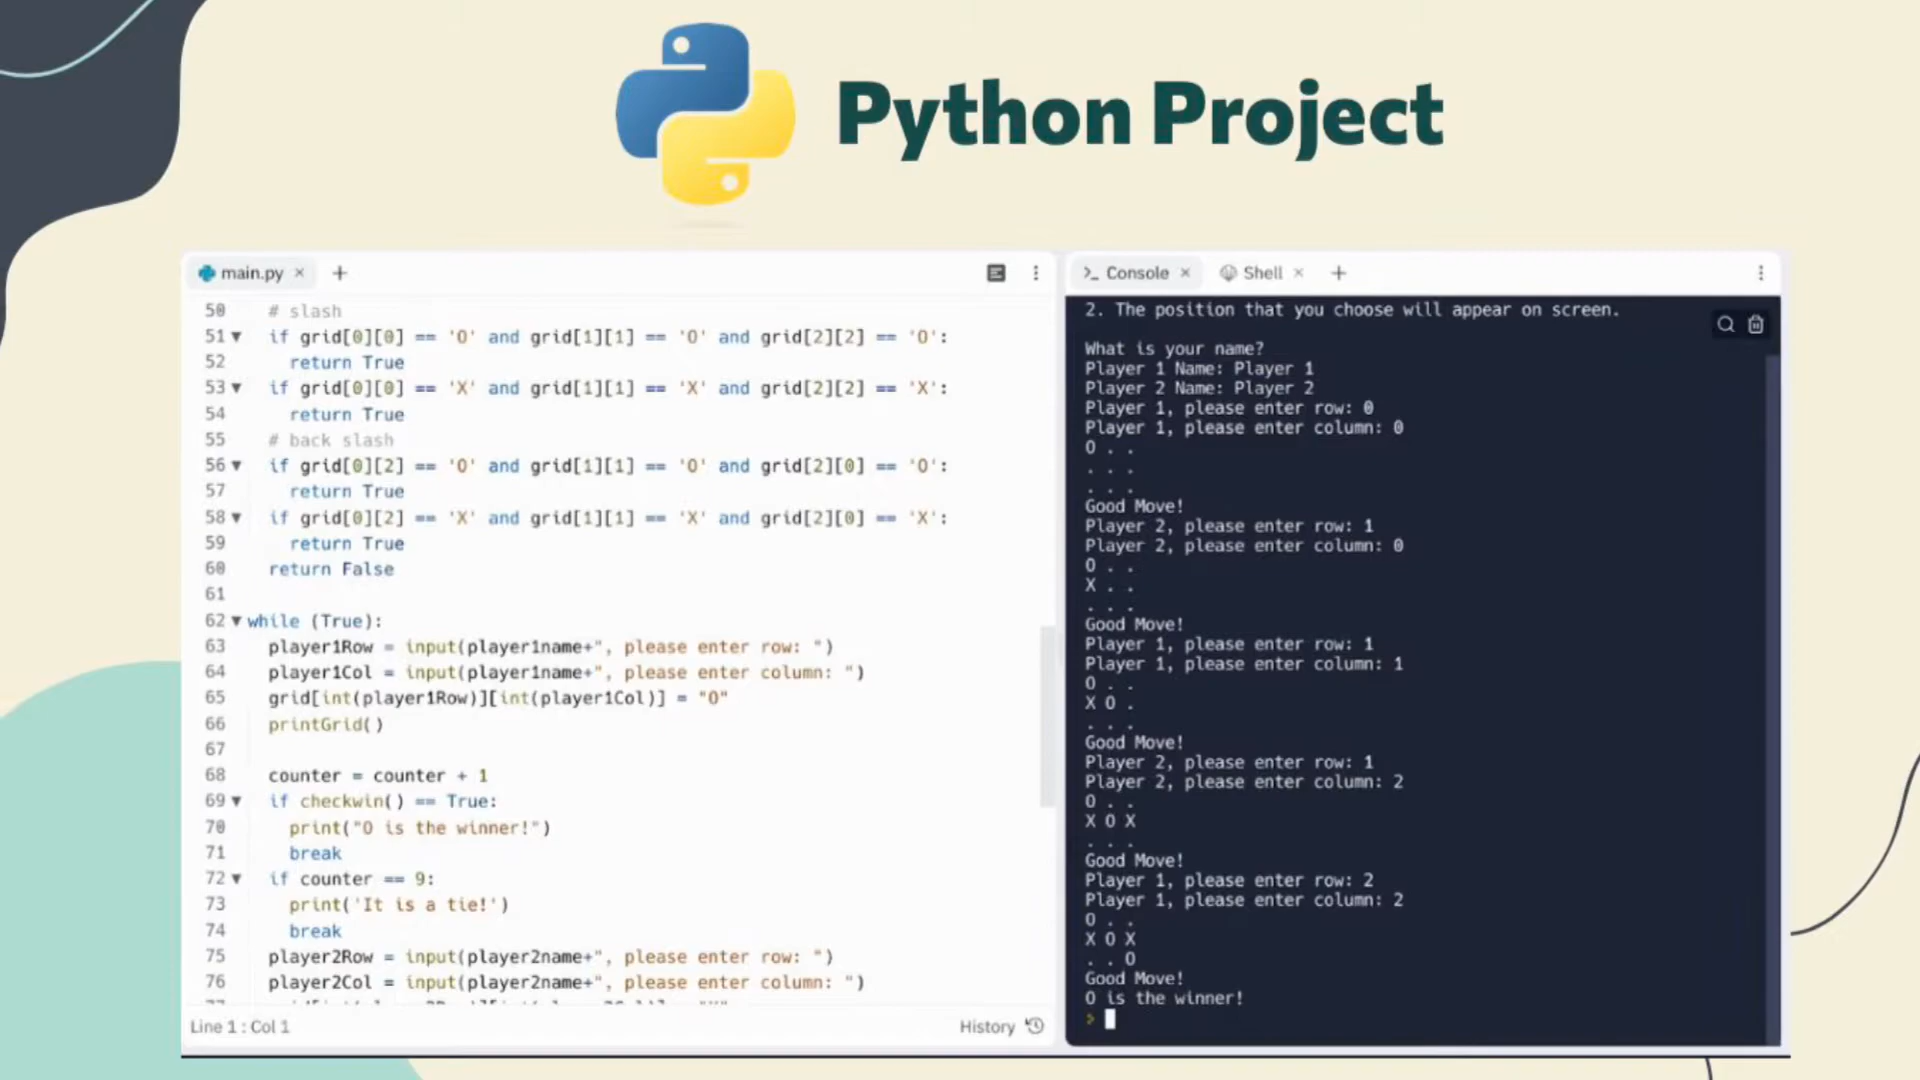 Python Project
main.py
50 # slash
51 if grid[0][0] == 'O' and grid[1][1] == 'O' and grid[2][2] == 'O':
52 return True
53 if grid[0][0] == 'X' and grid[1][1] == 'X' and grid[2][2] == 'X':
54 return True
55 # back slash
56 if grid[0][2] == 'O' and grid[1][1] == 'O' and grid[2][0] == 'O':
57 return True
58 if grid[0][2] == 'X' and grid[1][1] == 'X' and grid[2][0] == 'X':
59 return True
60 return False
61
62 while (True):
63 player1Row = input(player1name+", please enter row: ")
64 player1Col = input(player1name+", please enter column: ")
65 grid[int(player1Row)][int(player1Col)] = "O"
66 printGrid()
67
68 counter = counter + 1
69 if checkwin() == True:
70 print("O is the winner!")
71 break
72 if counter == 9:
73 print('It is a tie!')
74 break
75 player2Row = input(player2name+", please enter row: ")
76 player2Col = input(player2name+", please enter column: ")
Line 1 : Col 1
History
>_ Console
Shell
2. The position that you choose will appear on screen.
What is your name?
Player 1 Name: Player 1
Player 2 Name: Player 2
Player 1, please enter row: 0
Player 1, please enter column: 0
O . .
. . .
. . .
Good Move!
Player 2, please enter row: 1
Player 2, please enter column: 0
O . .
X . .
. . .
Good Move!
Player 1, please enter row: 1
Player 1, please enter column: 1
O . .
X O .
. . .
Good Move!
Player 2, please enter row: 1
Player 2, please enter column: 2
O . .
X O X
. . .
Good Move!
Player 1, please enter row: 2
Player 1, please enter column: 2
O . .
X O X
. . O
Good Move!
O is the winner!
>